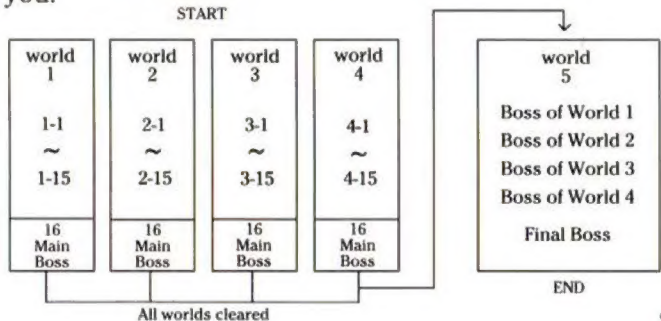 you.
START
world
1
1-1
~
1-15
16
Main
Boss
world
2
2-1
~
2-15
16
Main
Boss
world
3
3-1
~
3-15
16
Main
Boss
world
4
4-1
~
4-15
16
Main
Boss
All worlds cleared
world
5
Boss of World 1
Boss of World 2
Boss of World 3
Boss of World 4
Final Boss
END